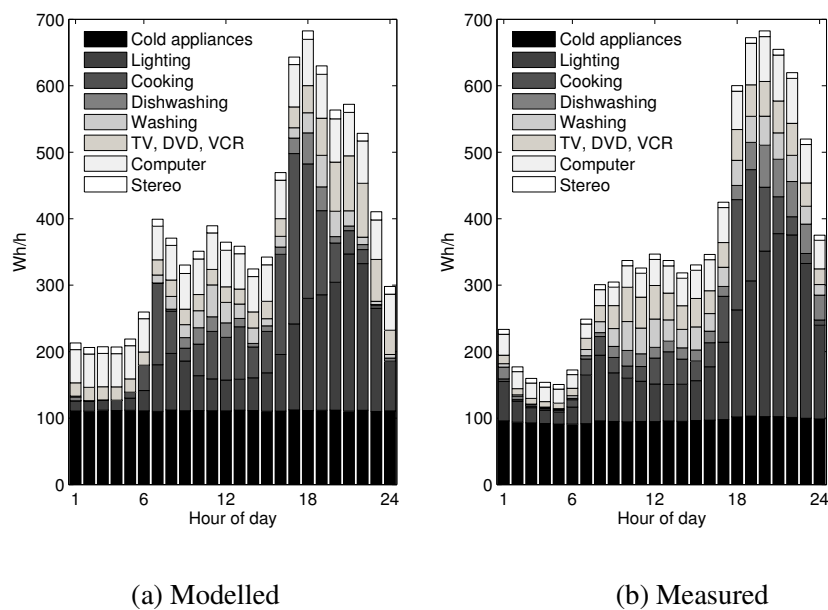 700
600
500
400
300
200
100
0
Wh/h
Cold appliances
Lighting
Cooking
Dishwashing
Washing
TV, DVD, VCR
Computer
Stereo
1 6 12 18 24
Hour of day
(a) Modelled
700
600
500
400
300
200
100
0
Cold appliances
Lighting
Cooking
Dishwashing
Washing
TV, DVD, VCR
Computer
Stereo
1 6 12 18 24
Hour of day
(b) Measured